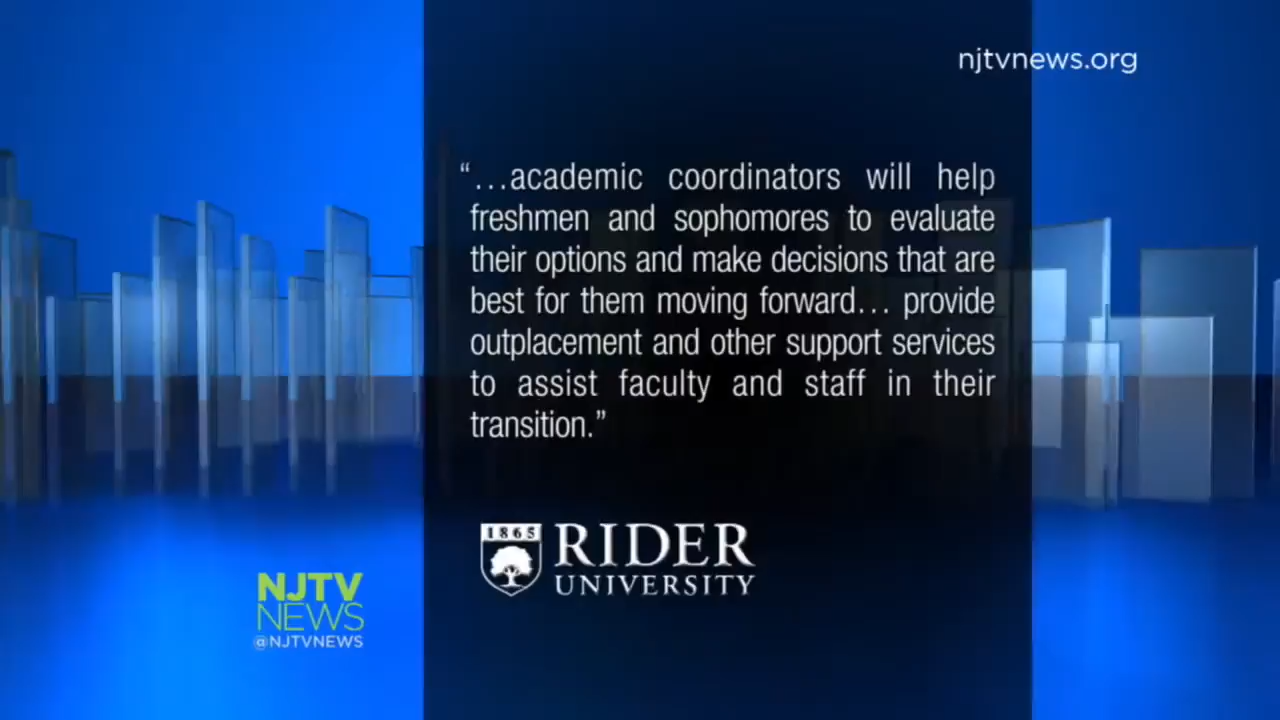 njtvnews.org
“…academic coordinators will help
freshmen and sophomores to evaluate
their options and make decisions that are
best for them moving forward… provide
outplacement and other support services
to assist faculty and staff in their
transition.”
1865
RIDER
UNIVERSITY
NJTV
NEWS
@NJTVNEWS